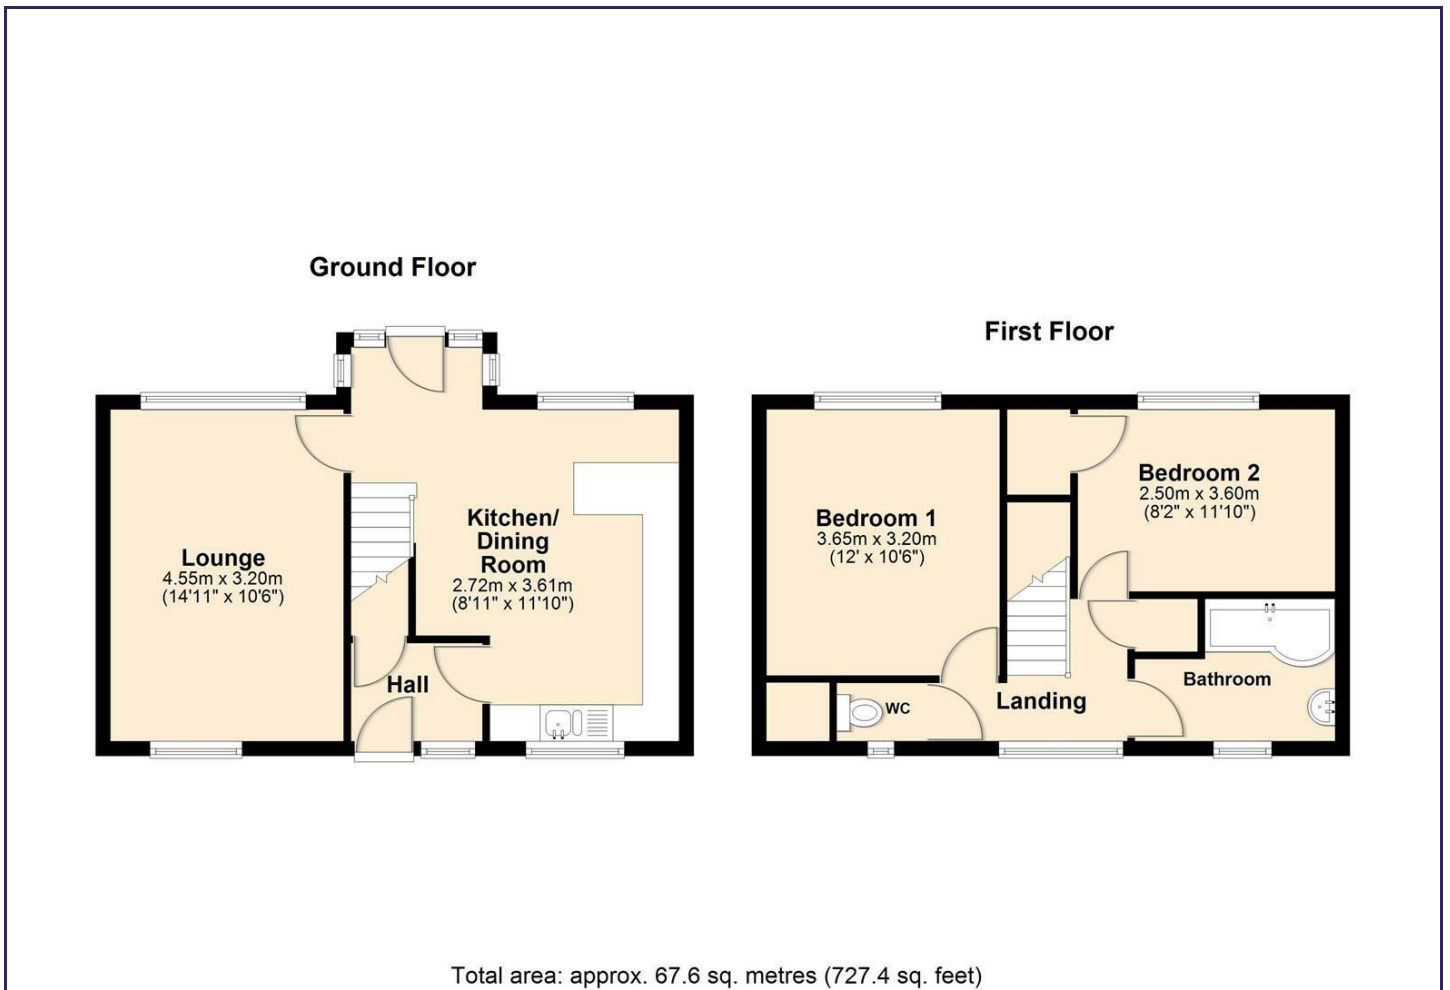 Ground Floor
First Floor
Lounge
4.55m x 3.20m
(14'11" x 10'6")
Kitchen/
Dining
Room
2.72m x 3.61m
(8'11" x 11'10")
Hall
Bedroom 1
3.65m x 3.20m
(12' x 10'6")
Bedroom 2
2.50m x 3.60m
(8'2" x 11'10")
WC
Landing
Bathroom
Total area: approx. 67.6 sq. metres (727.4 sq. feet)